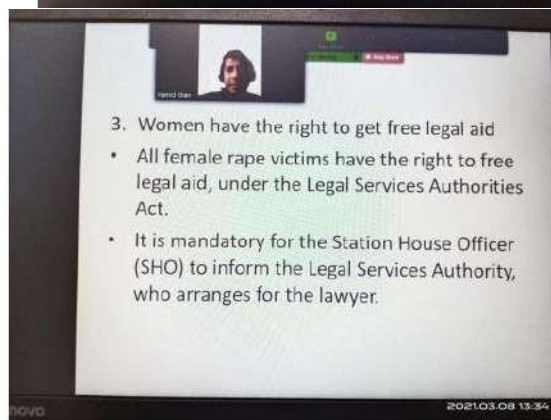 3. Women have the right to get free legal aid
• All female rape victims have the right to free
legal aid, under the Legal Services Authorities
Act.
• It is mandatory for the Station House Officer
(SHO) to inform the Legal Services Authority,
who arranges for the lawyer.
novo
2021.03.08 13:34